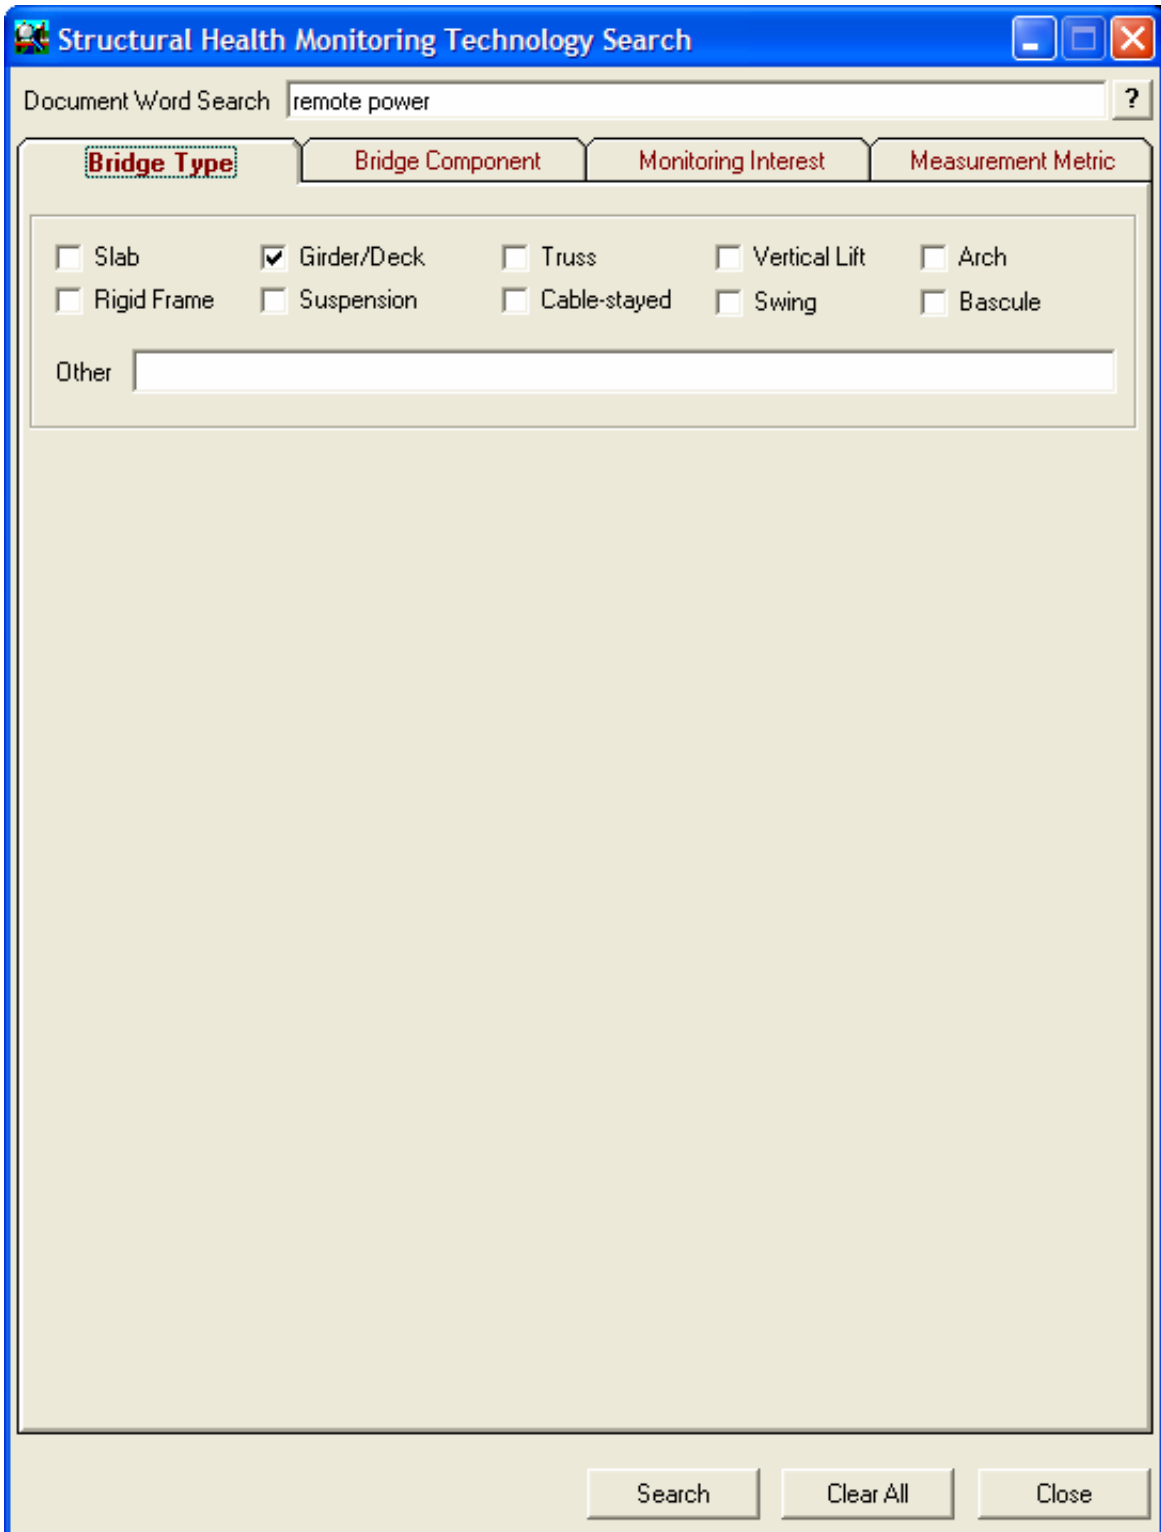 Structural Health Monitoring Technology Search
Document Word Search remote power ?
Bridge Type Bridge Component Monitoring Interest Measurement Metric
Slab Girder/Deck Truss Vertical Lift Arch
Rigid Frame Suspension Cable-stayed Swing Bascule
Other
Search Clear All Close